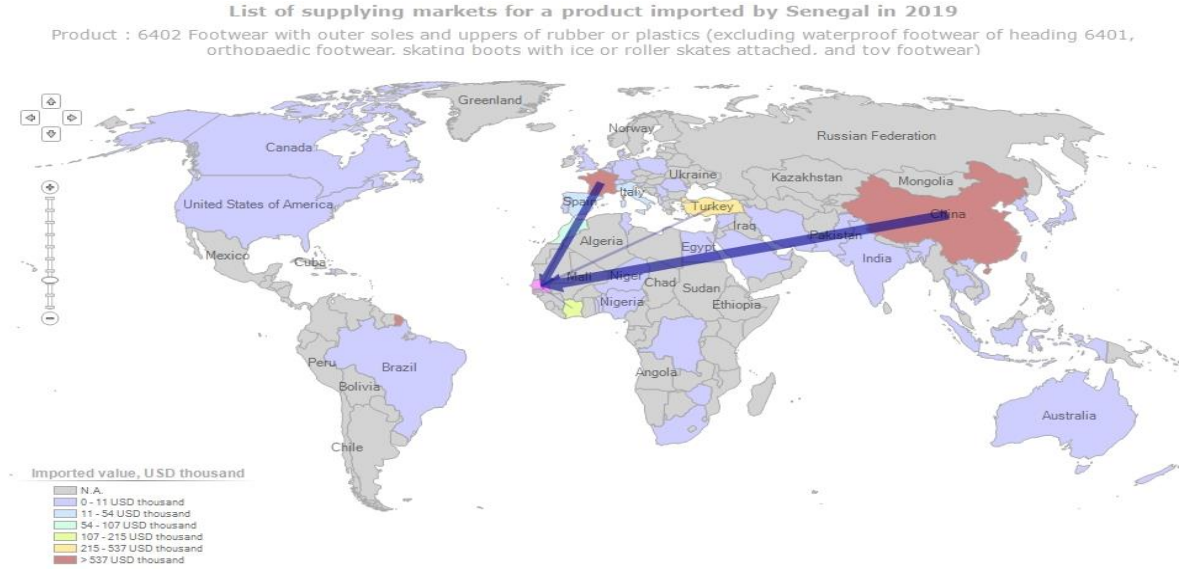 List of supplying markets for a product imported by Senegal in 2019
Product : 6402 Footwear with outer soles and uppers of rubber or plastics (excluding waterproof footwear of heading 6401,
orthopaedic footwear, skating boots with ice or roller skates attached, and toy footwear)
Greenland
Norway
Russian Federation
Canada
Ukraine
Kazakhstan
Mongolia
Italy
Spain
United States of America
Turkey
China
Iraq
Pakistan
Algeria
Egypt
Mexico
Cuba
India
Mali
Niger
Chad
Sudan
Nigeria
Ethiopia
Peru
Brazil
Angola
Bolivia
Australia
Chile
Imported value, USD thousand
N.A.
0 - 11 USD thousand
11 - 54 USD thousand
54 - 107 USD thousand
107 - 215 USD thousand
215 - 537 USD thousand
> 537 USD thousand